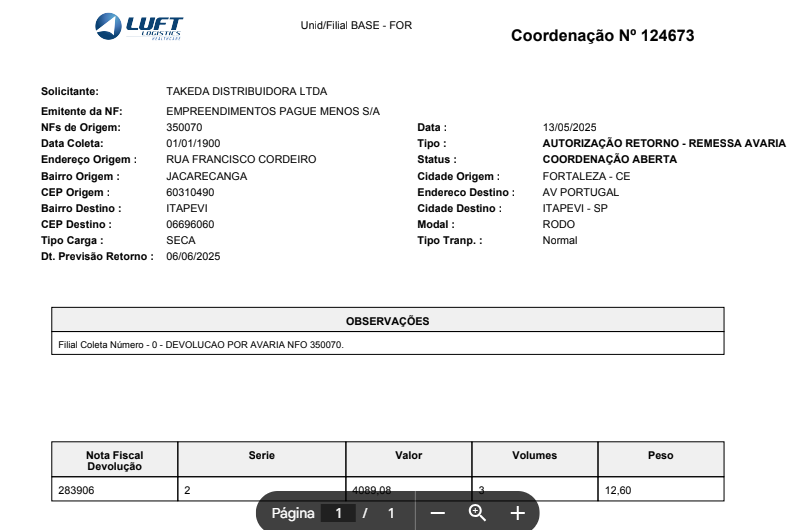 LUFT
LOGISTICS
HEALTHCARE
Unid/Filial BASE - FOR
Coordenação Nº 124673
Solicitante: TAKEDA DISTRIBUIDORA LTDA
Emitente da NF: EMPREENDIMENTOS PAGUE MENOS S/A
NFs de Origem: 350070 Data : 13/05/2025
Data Coleta: 01/01/1900 Tipo : AUTORIZAÇÃO RETORNO - REMESSA AVARIA
Endereço Origem : RUA FRANCISCO CORDEIRO Status : COORDENAÇÃO ABERTA
Bairro Origem : JACARECANGA Cidade Origem : FORTALEZA - CE
CEP Origem : 60310490 Endereco Destino : AV PORTUGAL
Bairro Destino : ITAPEVI Cidade Destino : ITAPEVI - SP
CEP Destino : 06696060 Modal : RODO
Tipo Carga : SECA Tipo Tranp. : Normal
Dt. Previsão Retorno : 06/06/2025
OBSERVAÇÕES
Filial Coleta Número - 0 - DEVOLUCAO POR AVARIA NFO 350070.
Nota Fiscal Devolução Serie Valor Volumes Peso
283906 2 4089,08 3 12,60
Página 1 / 1